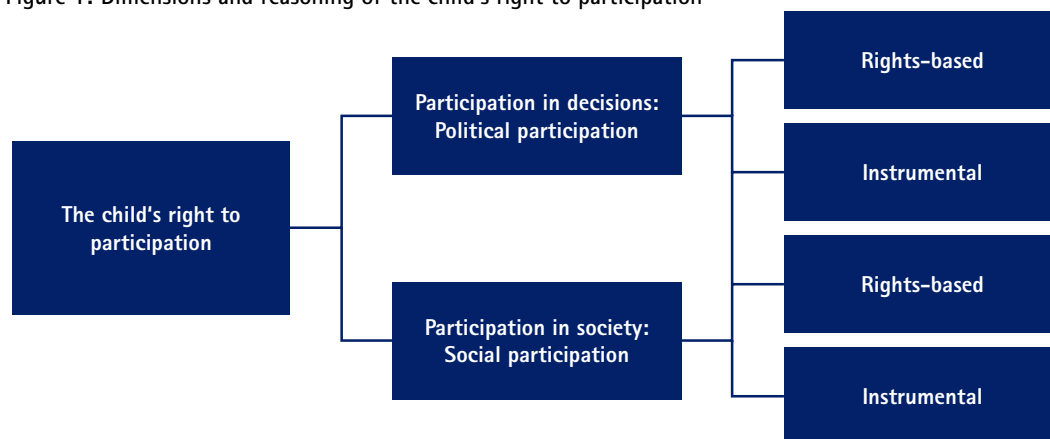 Figure 1: Dimensions and reasoning of the child's right to participation
Rights-based
Participation in decisions:
Political participation
Instrumental
The child's right to
participation
Rights-based
Participation in society:
Social participation
Instrumental